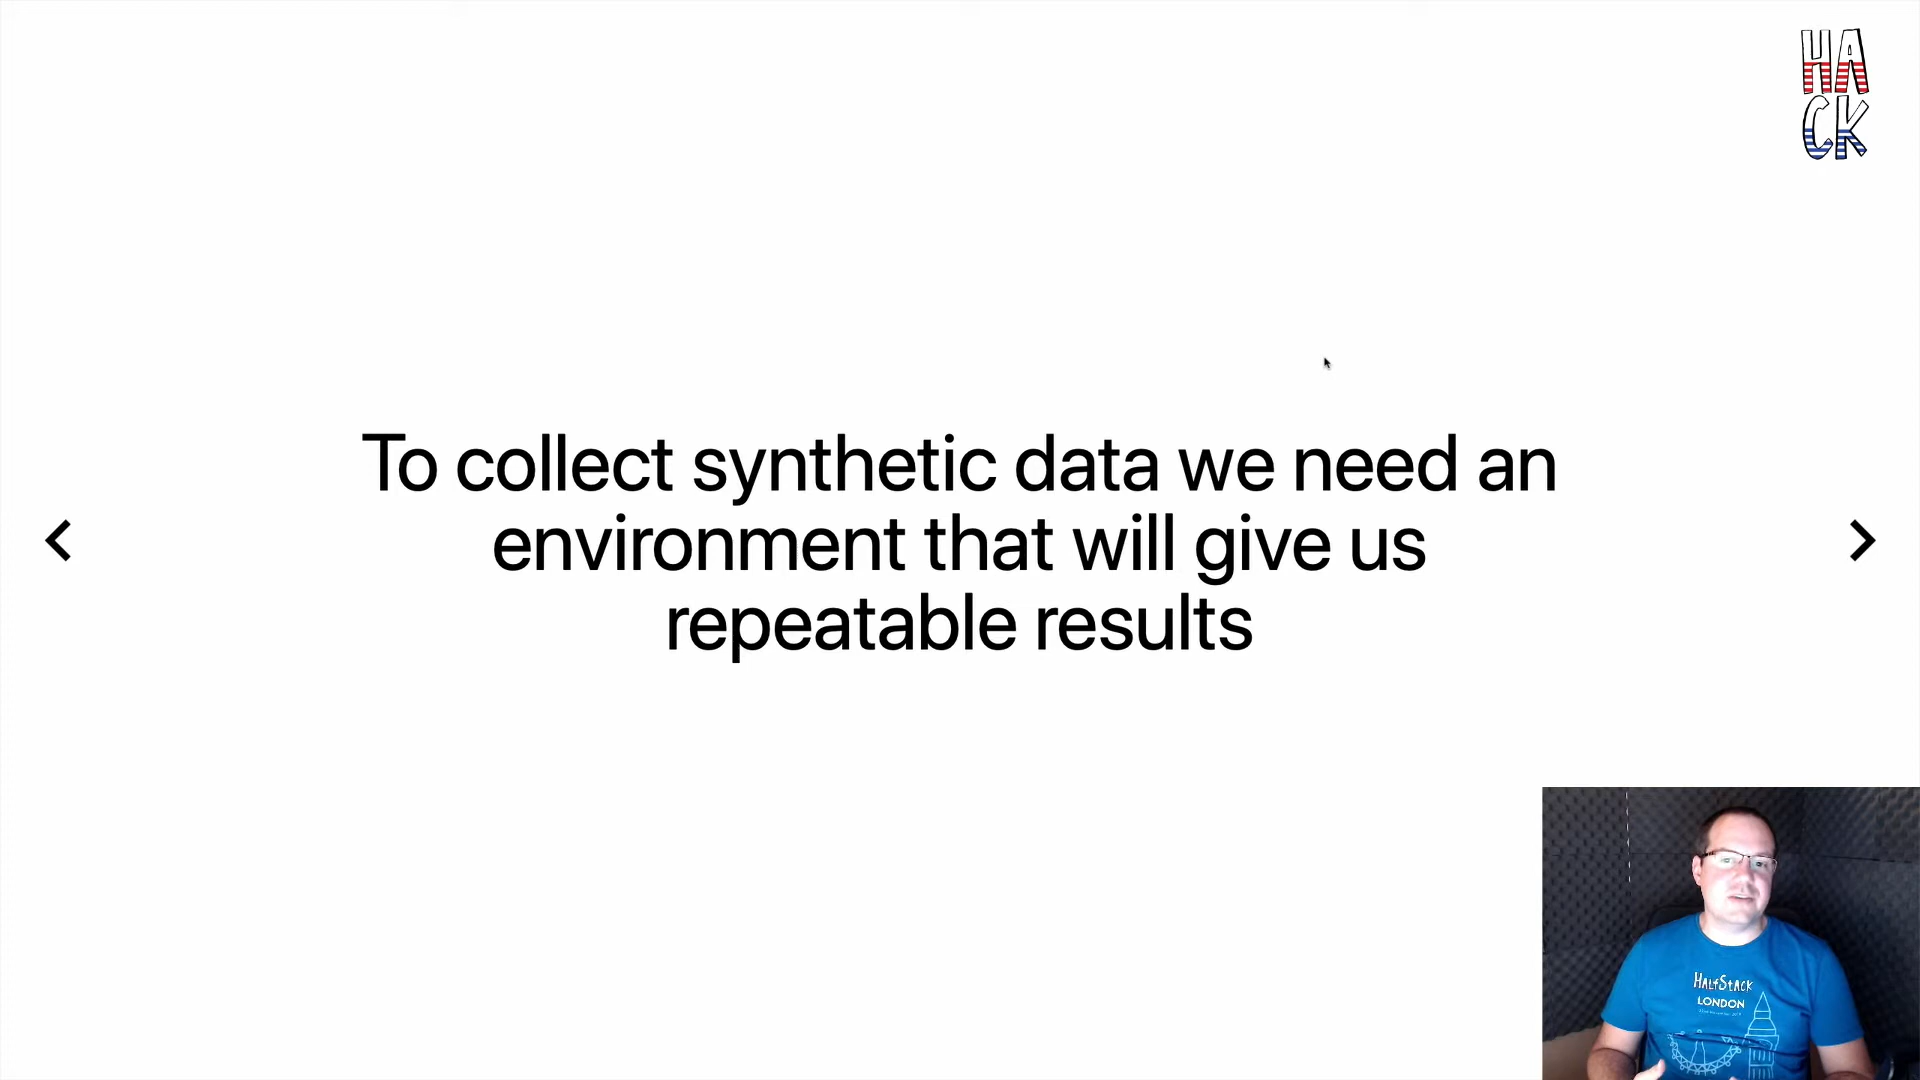 HA
CK
To collect synthetic data we need an
environment that will give us
repeatable results
HALFSTACK
LONDON